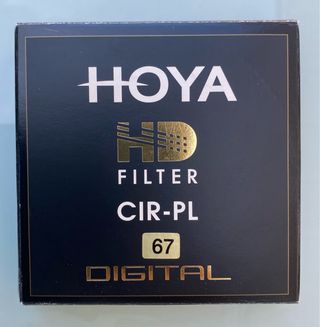 HOYA
HD
FILTER
CIR-PL
67
DIGITAL